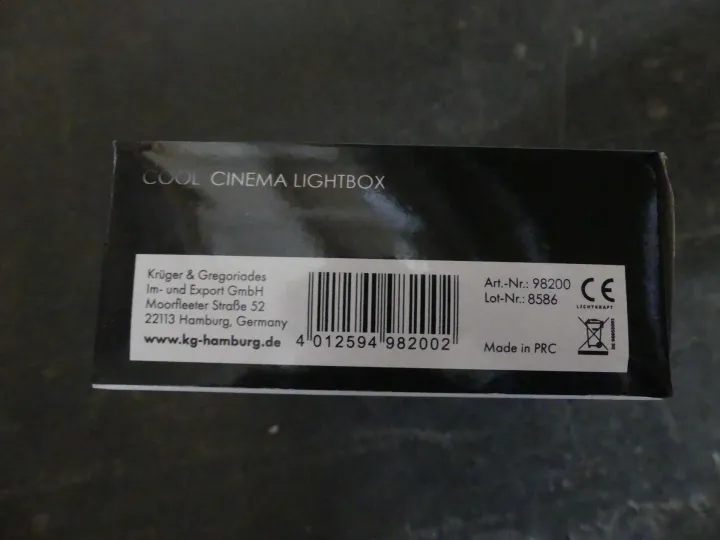 COOL CINEMA LIGHTBOX
Krüger & Gregoriades
Im- und Export GmbH
Moorfleeter Straße 52
22113 Hamburg, Germany
www.kg-hamburg.de
4 012594 982002
Art.-Nr.: 98200
Lot-Nr.: 8586
Made in PRC
CE
LICHTKRAFT